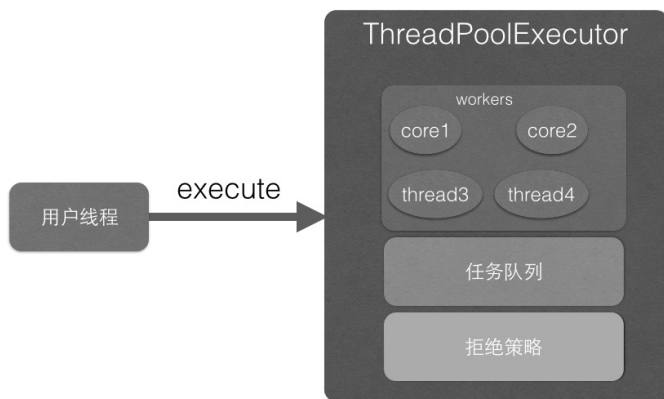 ThreadPoolExecutor
workers
core1
core2
thread3
thread4
execute
用户线程
任务队列
拒绝策略